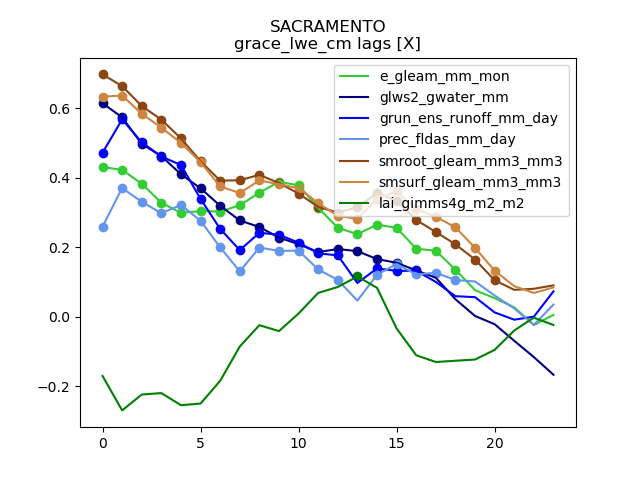 SACRAMENTO
grace_lwe_cm lags [X]
e_gleam_mm_mon
glws2_gwater_mm
grun_ens_runoff_mm_day
prec_fldas_mm_day
smroot_gleam_mm3_mm3
smsurf_gleam_mm3_mm3
lai_gimms4g_m2_m2
0.6
0.4
0.2
0.0
−0.2
0 5 10 15 20